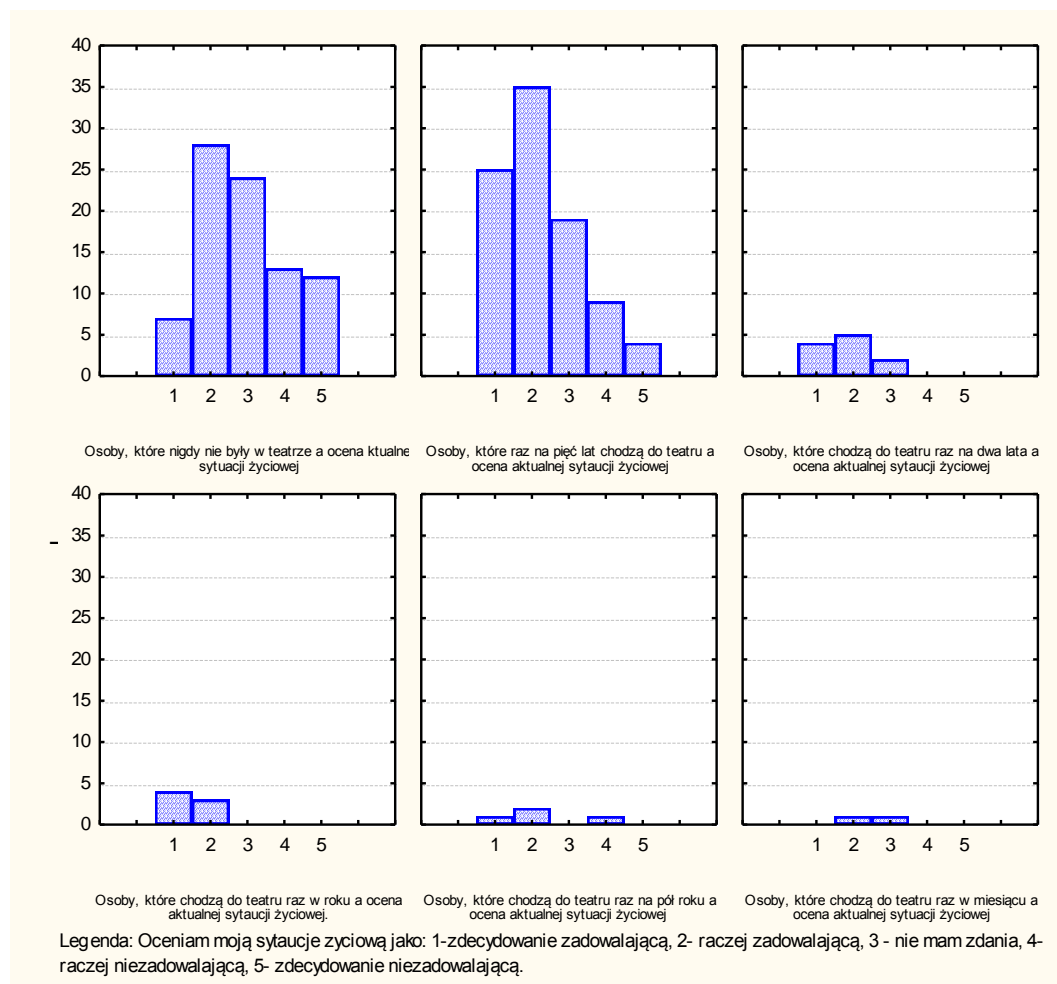 40
35
30
25
20
15
10
5
0
1 2 3 4 5
1 2 3 4 5
1 2 3 4 5
Osoby, które nigdy nie były w teatrze a ocena ktualne
sytuacji życiowej
Osoby, które raz na pięć lat chodzą do teatru a
ocena aktualnej sytaucji życiowej
Osoby, które chodzą do teatru raz na dwa lata a
ocena aktualnej sytaucji życiowej
40
35
30
25
20
15
10
5
0
1 2 3 4 5
1 2 3 4 5
1 2 3 4 5
Osoby, które chodzą do teatru raz w roku a ocena
aktualnej sytaucji życiowej.
Osoby, które chodzą do teatru raz na pół roku a
ocena aktualnej sytuacji życiowej
Osoby, które chodzą do teatru raz w miesiącu a
ocena aktualnej sytuacji życiowej
Legenda: Oceniam moją sytaucje zyciową jako: 1-zdecydowanie zadowalającą, 2- raczej zadowalającą, 3 - nie mam zdania, 4-
raczej niezadowalającą, 5- zdecydowanie niezadowalającą.